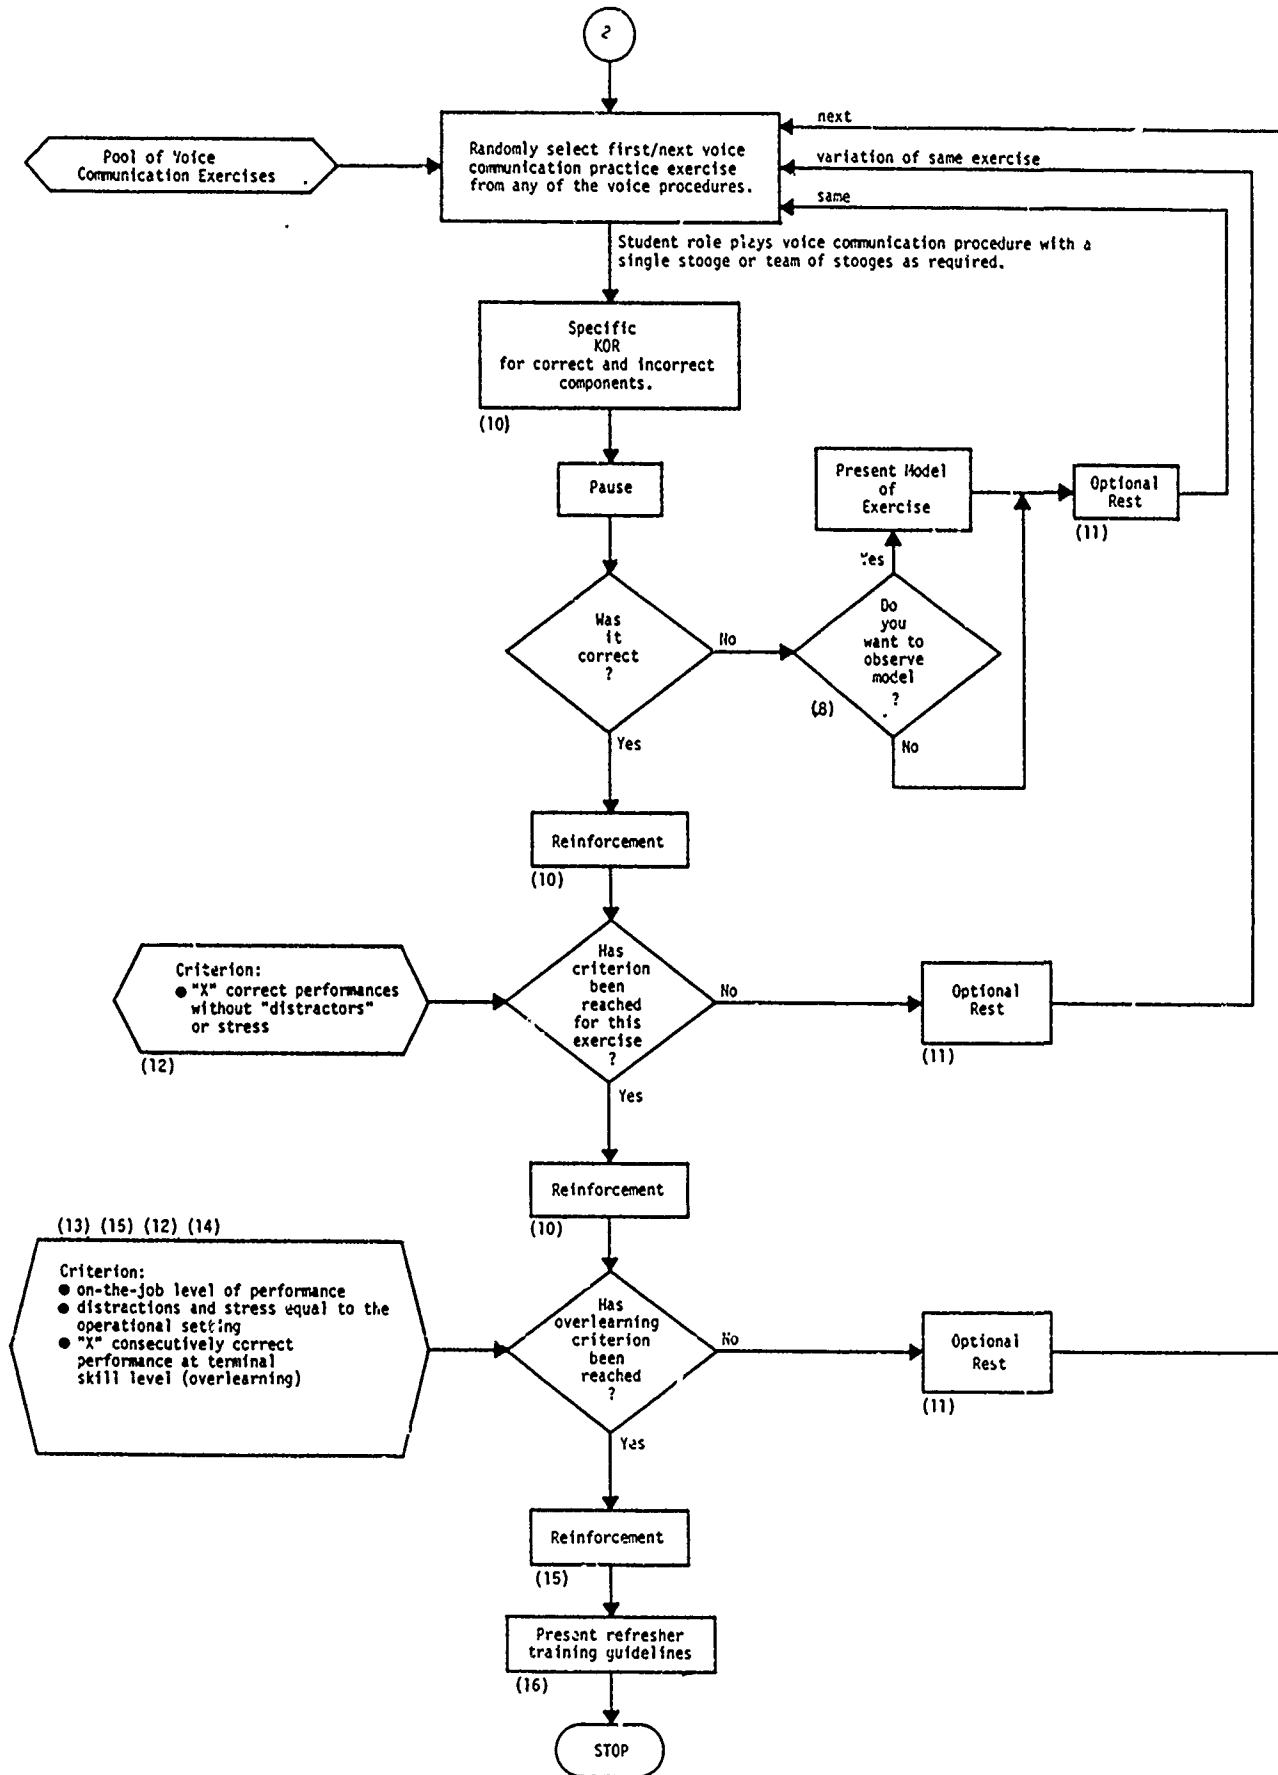 2
next
Pool of Voice
Communication Exercises
Randomly select first/next voice
communication practice exercise
from any of the voice procedures.
variation of same exercise
same
Student role plays voice communication procedure with a
single stooge or team of stooges as required.
Specific
KOR
for correct and incorrect
components.
(10)
Pause
Present Model
of
Exercise
Optional
Rest
(11)
Yes
Was
it
correct
?
No
Do
you
want to
observe
model
?
(8)
No
Yes
Reinforcement
(10)
Criterion:
● "X" correct performances
without "distractors"
or stress
(12)
Has
criterion
been
reached
for this
exercise
?
No
Optional
Rest
(11)
Yes
Reinforcement
(10)
(13) (15) (12) (14)
Criterion:
● on-the-job level of performance
● distractions and stress equal to the
operational setting
● "X" consecutively correct
performance at terminal
skill level (overlearning)
Has
overlearning
criterion
been
reached
?
No
Optional
Rest
(11)
Yes
Reinforcement
(15)
Present refresher
training guidelines
(16)
STOP